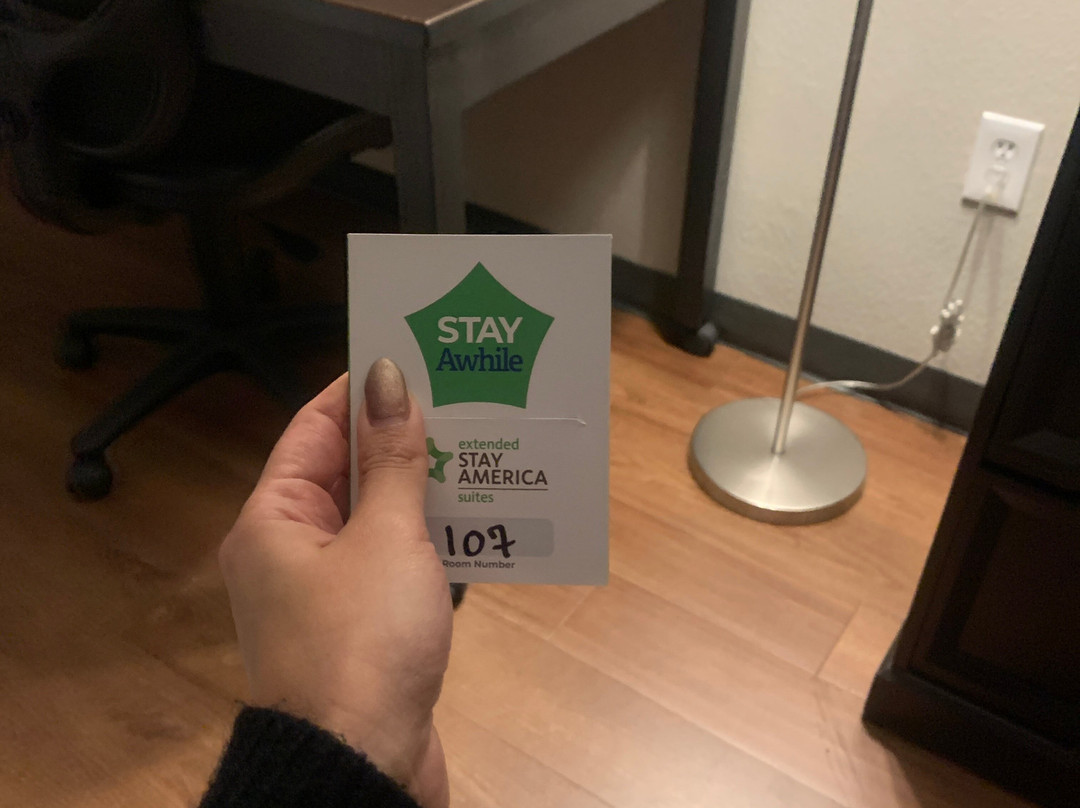 STAY
Awhile
extended
STAY
AMERICA
suites
107
Room Number